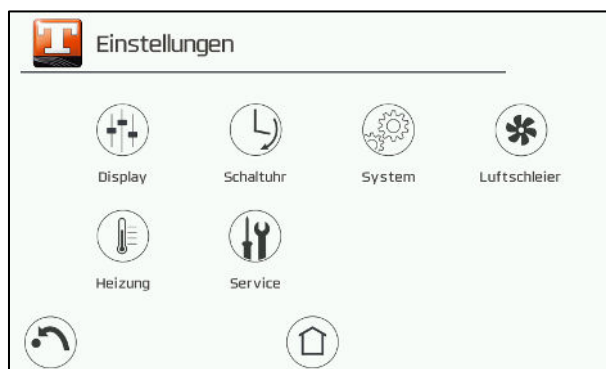 T Einstellungen
Display Schaltuhr System Luftschleier
Heizung Service